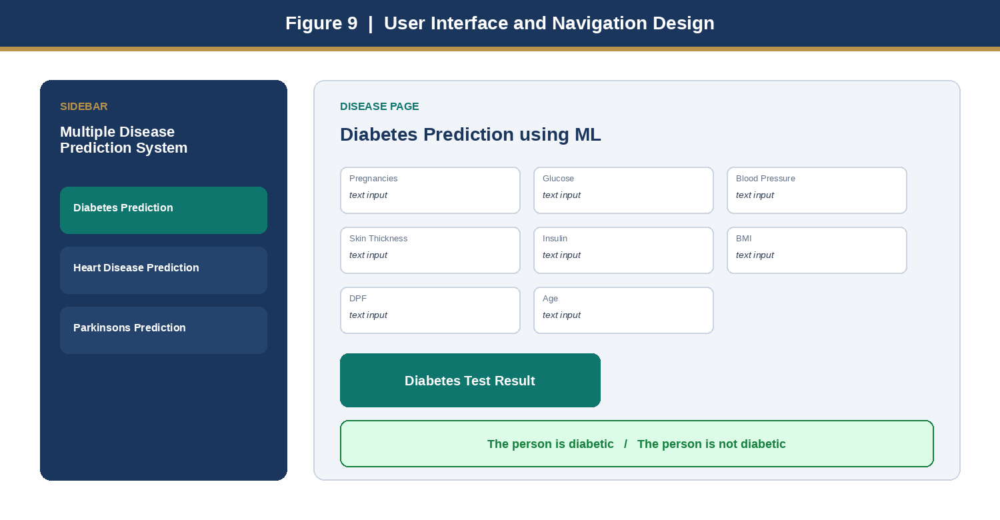 Figure 9 | User Interface and Navigation Design
SIDEBAR
Multiple Disease
Prediction System
Diabetes Prediction
Heart Disease Prediction
Parkinsons Prediction
DISEASE PAGE
Diabetes Prediction using ML
Pregnancies
text input
Glucose
text input
Blood Pressure
text input
Skin Thickness
text input
Insulin
text input
BMI
text input
DPF
text input
Age
text input
Diabetes Test Result
The person is diabetic / The person is not diabetic